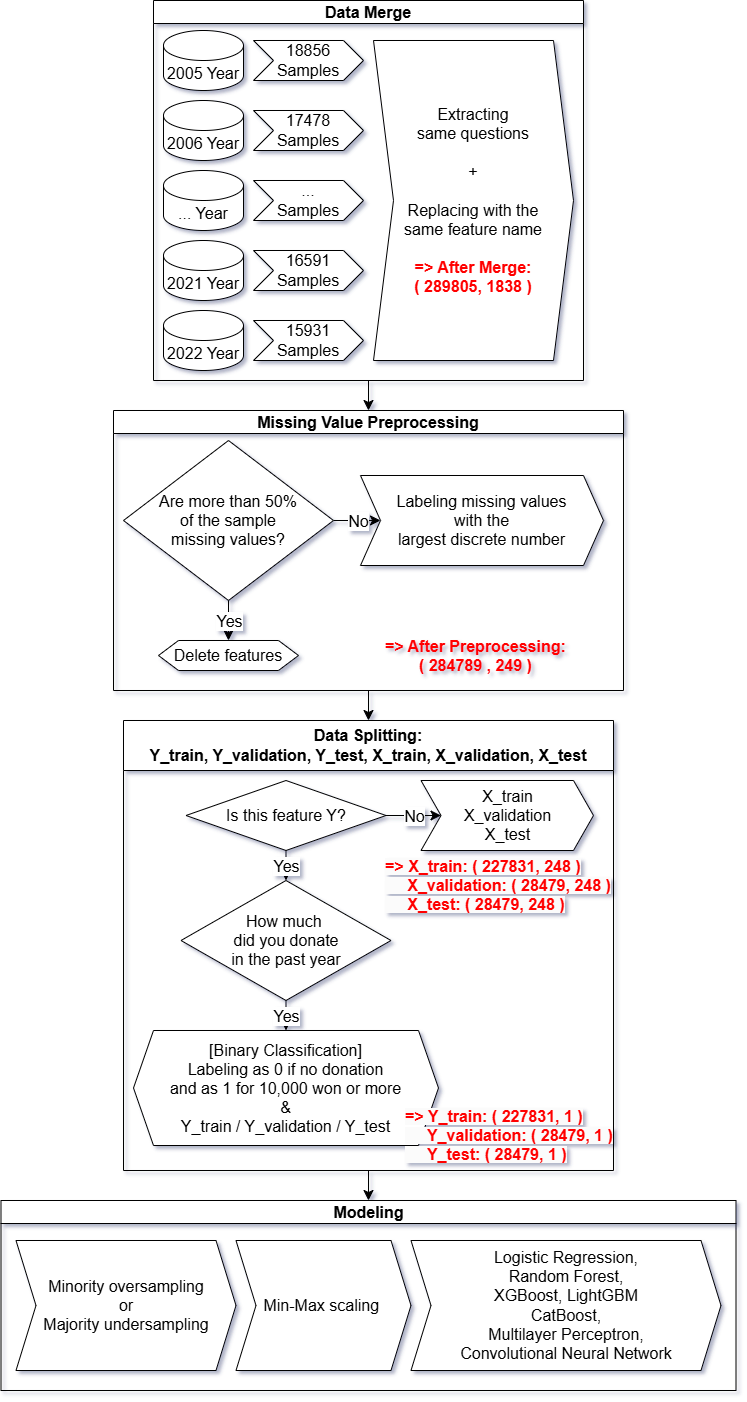 Data Merge
2005 Year
18856
Samples
2006 Year
17478
Samples
... Year
...
Samples
2021 Year
16591
Samples
2022 Year
15931
Samples
Extracting
same questions
+
Replacing with the
same feature name
=> After Merge:
( 289805, 1838 )
Missing Value Preprocessing
Are more than 50%
of the sample
missing values?
No
Labeling missing values
with the
largest discrete number
Yes
Delete features
=> After Preprocessing:
( 284789 , 249 )
Data Splitting:
Y_train, Y_validation, Y_test, X_train, X_validation, X_test
Is this feature Y?
No
X_train
X_validation
X_test
Yes
=> X_train: ( 227831, 248 )
X_validation: ( 28479, 248 )
X_test: ( 28479, 248 )
How much
did you donate
in the past year
Yes
[Binary Classification]
Labeling as 0 if no donation
and as 1 for 10,000 won or more
&
Y_train / Y_validation / Y_test
=> Y_train: ( 227831, 1 )
Y_validation: ( 28479, 1 )
Y_test: ( 28479, 1 )
Modeling
Minority oversampling
or
Majority undersampling
Min-Max scaling
Logistic Regression,
Random Forest,
XGBoost, LightGBM
CatBoost,
Multilayer Perceptron,
Convolutional Neural Network